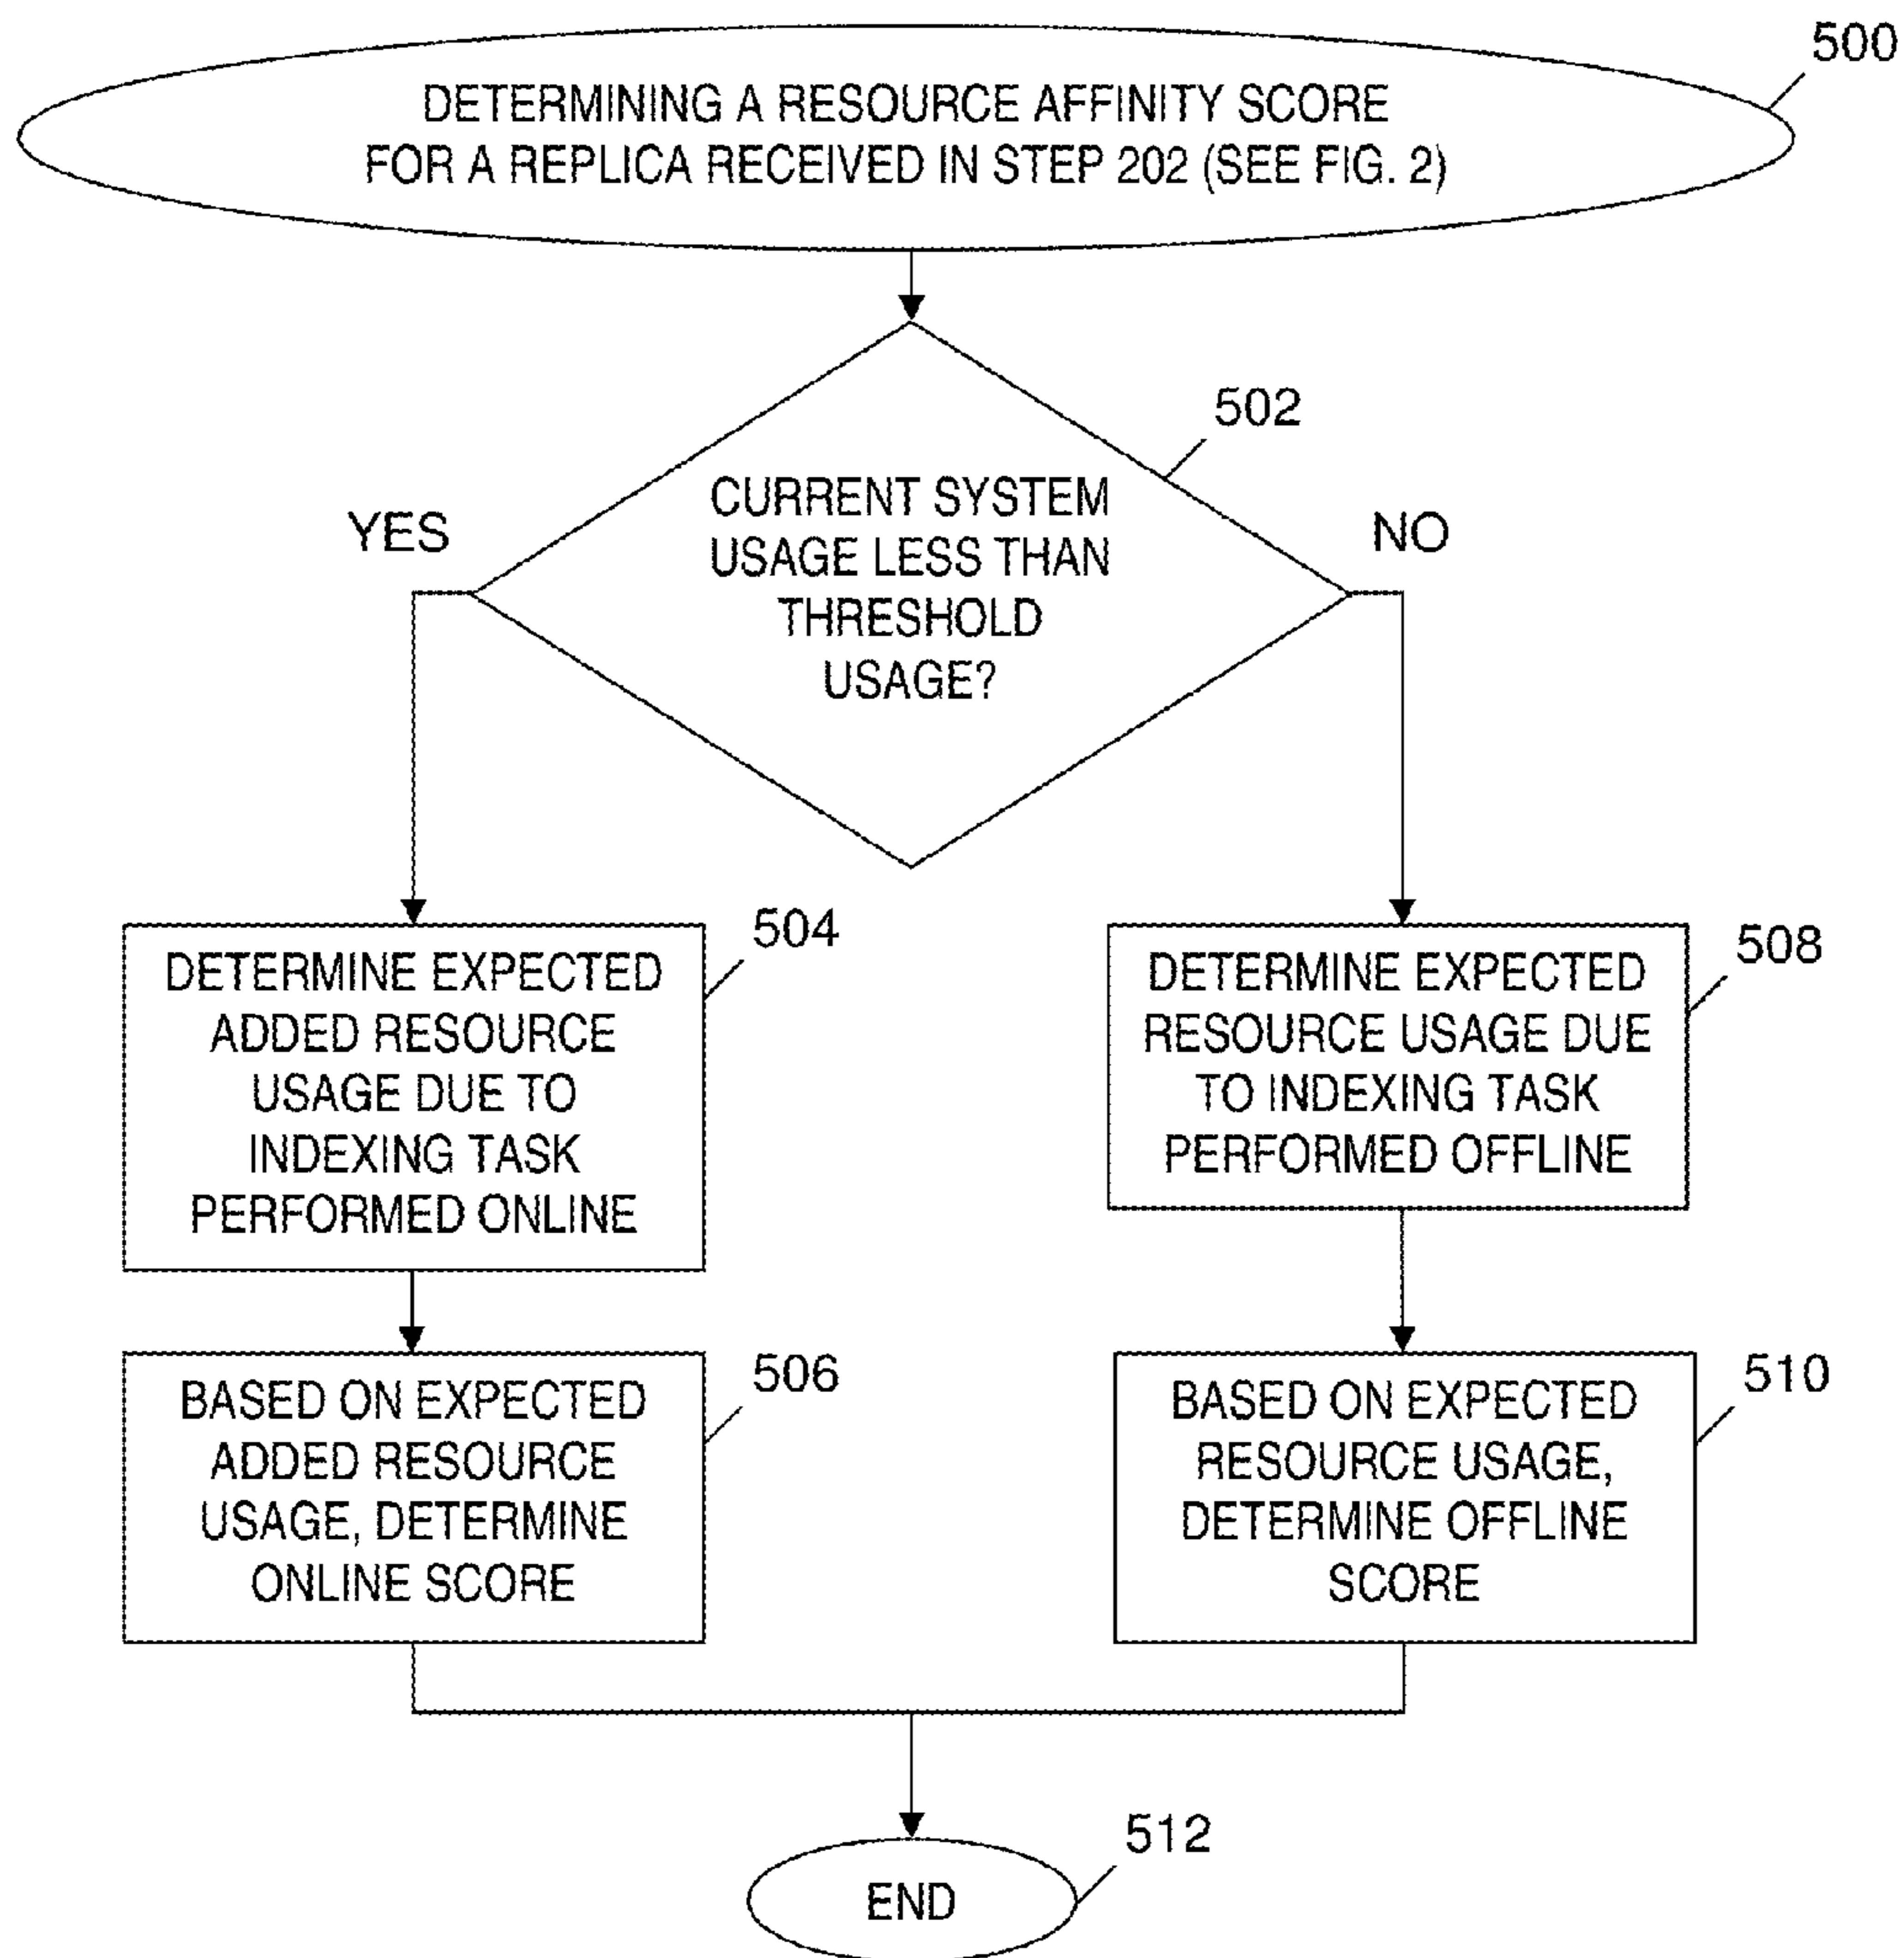 500
DETERMINING A RESOURCE AFFINITY SCORE
FOR A REPLICA RECEIVED IN STEP 202 (SEE FIG. 2)
502
CURRENT SYSTEM
USAGE LESS THAN
THRESHOLD
USAGE?
YES
NO
504
DETERMINE EXPECTED
ADDED RESOURCE
USAGE DUE TO
INDEXING TASK
PERFORMED ONLINE
508
DETERMINE EXPECTED
RESOURCE USAGE DUE
TO INDEXING TASK
PERFORMED OFFLINE
506
BASED ON EXPECTED
ADDED RESOURCE
USAGE, DETERMINE
ONLINE SCORE
510
BASED ON EXPECTED
RESOURCE USAGE,
DETERMINE OFFLINE
SCORE
512
END